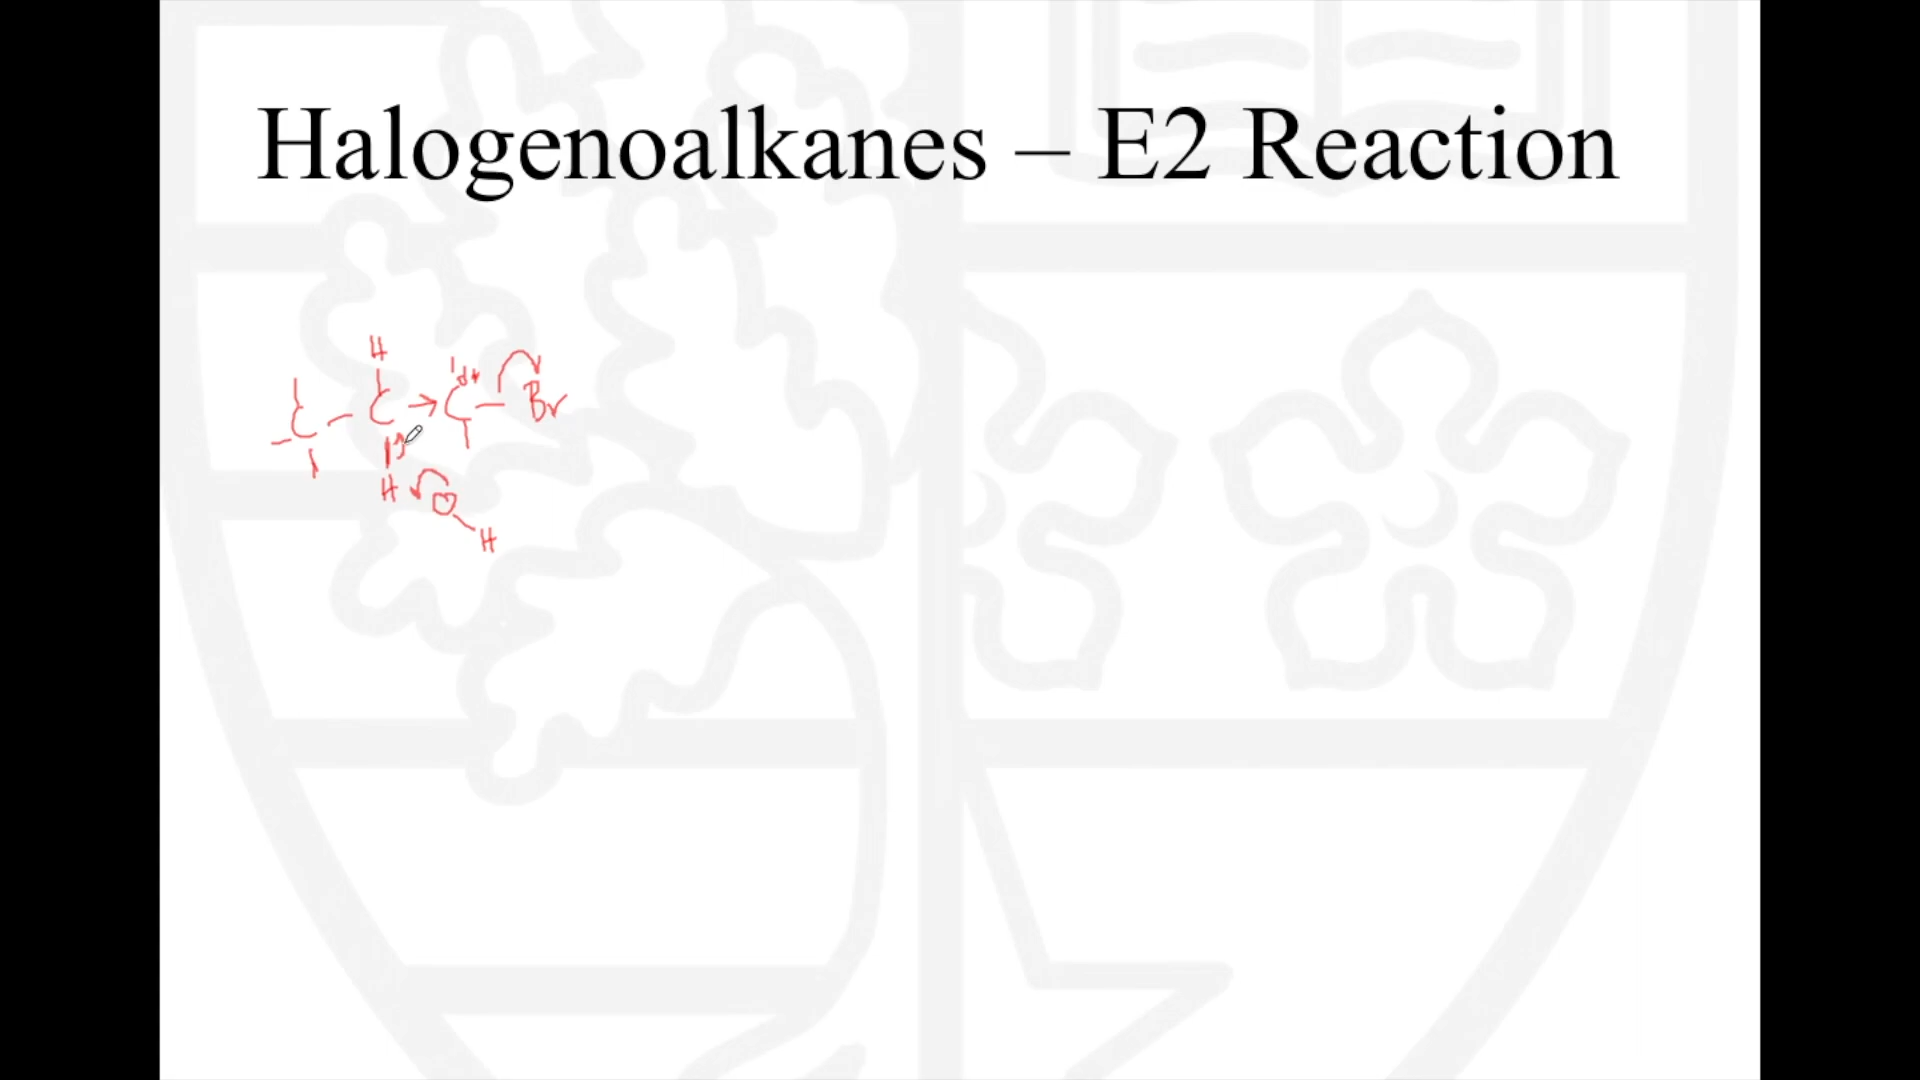 Halogenoalkanes – E2 Reaction
H
δ+
C – C → C – Br
H
O
H